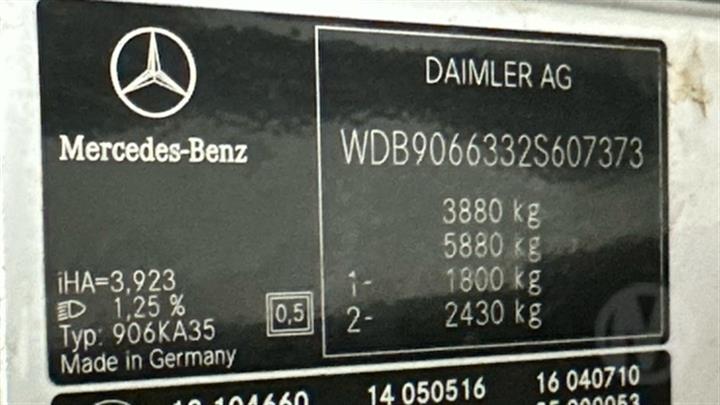 Mercedes-Benz
iHA=3,923
1,25 %
Typ: 906KA35
Made in Germany
0,5
DAIMLER AG
WDB9066332S607373
3880 kg
5880 kg
1- 1800 kg
2- 2430 kg
14 050516
16 040710